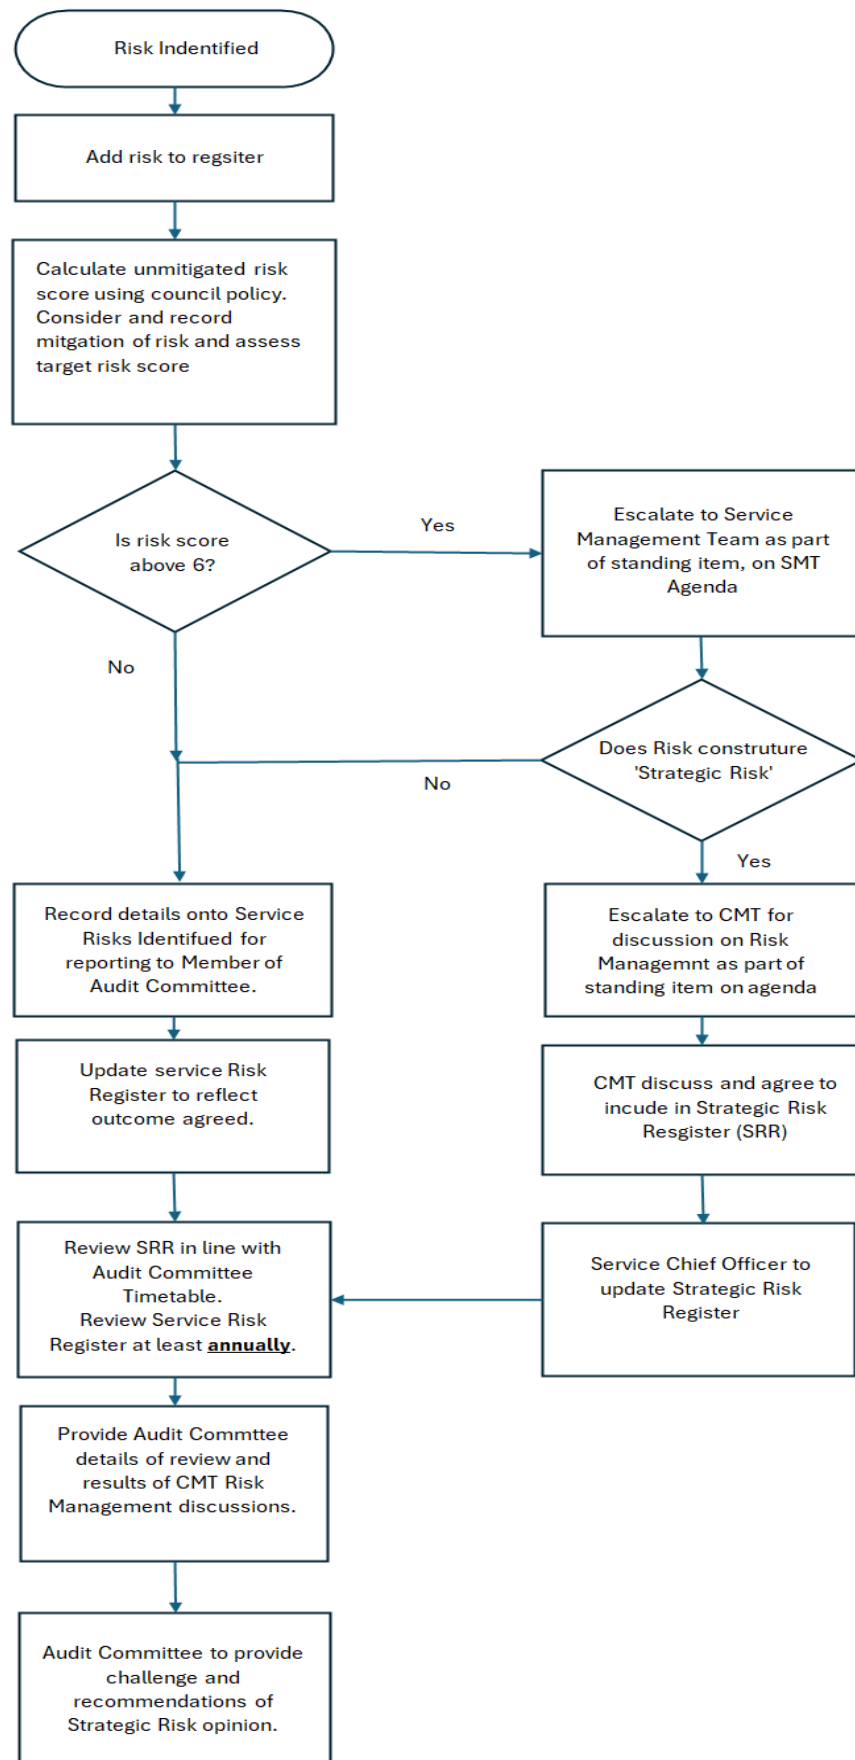 Risk Indentified
Add risk to regsiter
Calculate unmitigated risk
score using council policy.
Consider and record
mitgation of risk and assess
target risk score
Is risk score
above 6?
Yes
Escalate to Service
Management Team as part
of standing item, on SMT
Agenda
No
Does Risk construture
'Strategic Risk'
No
Yes
Record details onto Service
Risks Identifued for
reporting to Member of
Audit Committee.
Escalate to CMT for
discussion on Risk
Managemnt as part of
standing item on agenda
Update service Risk
Register to reflect
outcome agreed.
CMT discuss and agree to
incude in Strategic Risk
Resgister (SRR)
Review SRR in line with
Audit Committee
Timetable.
Review Service Risk
Register at least annually.
Service Chief Officer to
update Strategic Risk
Register
Provide Audit Commttee
details of review and
results of CMT Risk
Management discussions.
Audit Committee to provide
challenge and
recommendations of
Strategic Risk opinion.